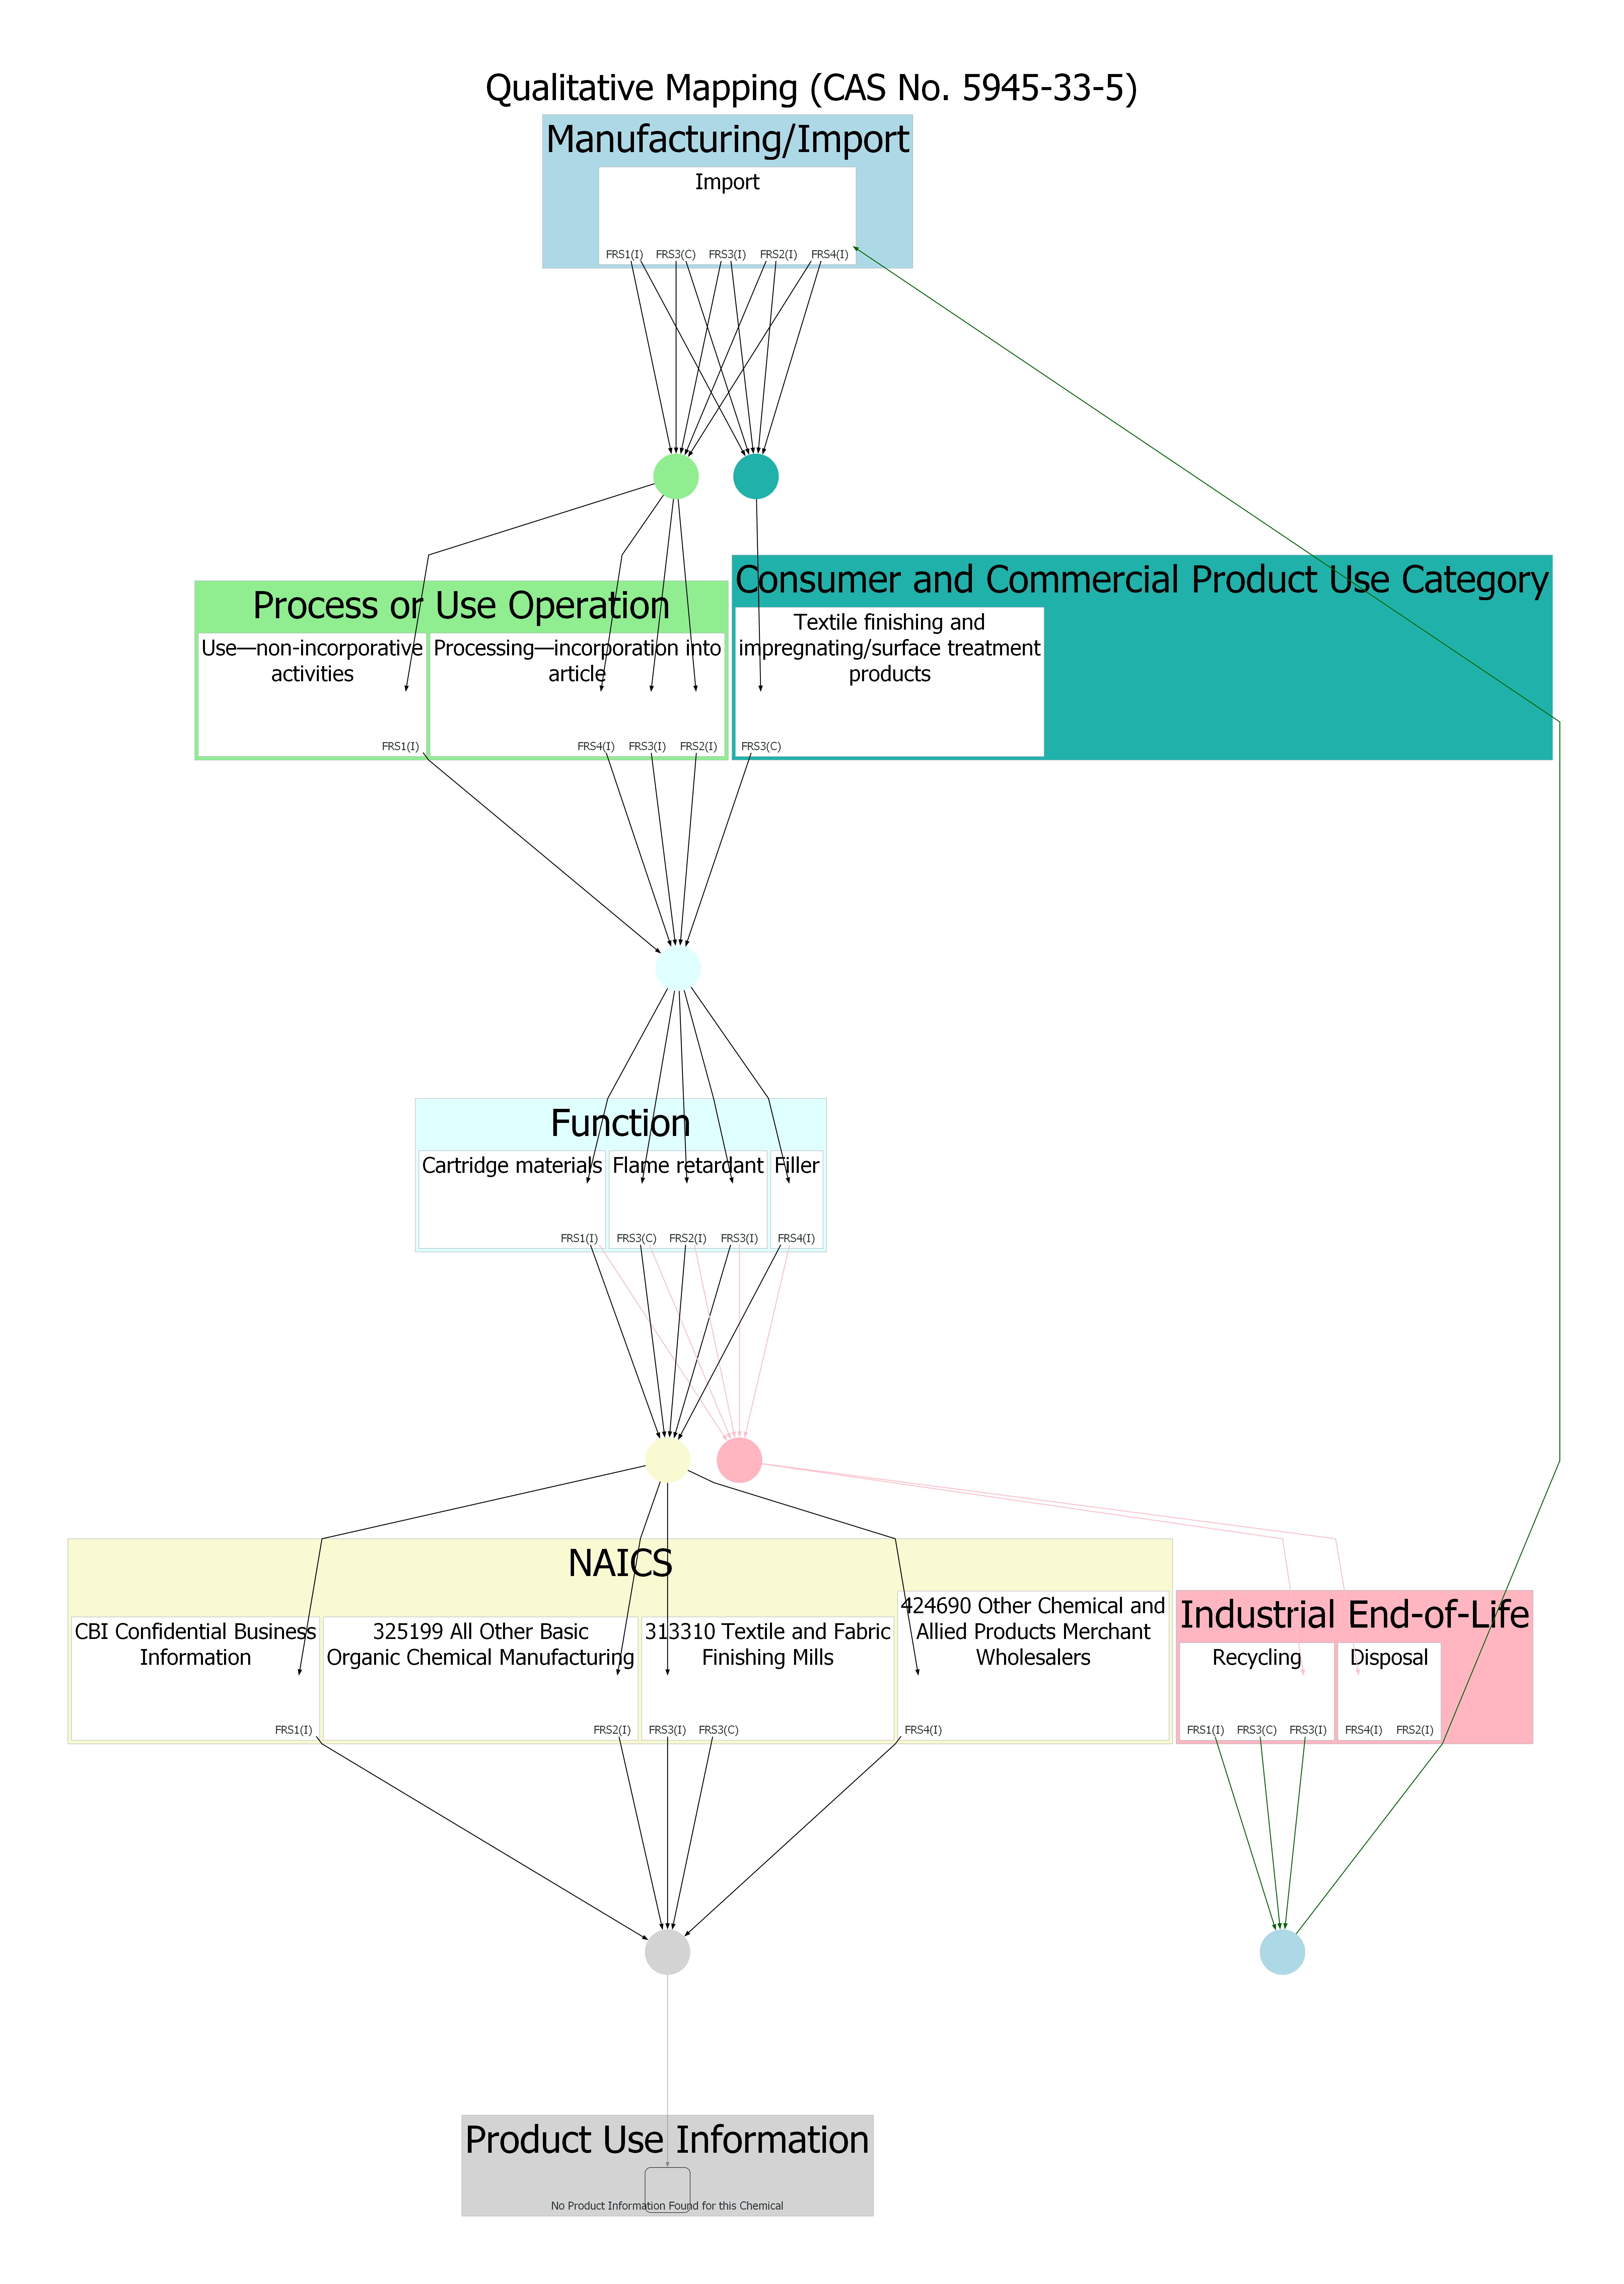 Qualitative Mapping (CAS No. 5945-33-5)
Manufacturing/Import
Import
FRS1(I) FRS3(C) FRS3(I) FRS2(I) FRS4(I)
Process or Use Operation
Use—non-incorporative
activities
FRS1(I)
Processing—incorporation into
article
FRS4(I) FRS3(I) FRS2(I)
Consumer and Commercial Product Use Category
Textile finishing and
impregnating/surface treatment
products
FRS3(C)
Function
Cartridge materials
FRS1(I)
Flame retardant
FRS3(C) FRS2(I) FRS3(I)
Filler
FRS4(I)
NAICS
CBI Confidential Business
Information
FRS1(I)
325199 All Other Basic
Organic Chemical Manufacturing
FRS2(I)
313310 Textile and Fabric
Finishing Mills
FRS3(I) FRS3(C)
424690 Other Chemical and
Allied Products Merchant
Wholesalers
FRS4(I)
Industrial End-of-Life
Recycling
FRS1(I) FRS3(C) FRS3(I)
Disposal
FRS4(I) FRS2(I)
Product Use Information
No Product Information Found for this Chemical